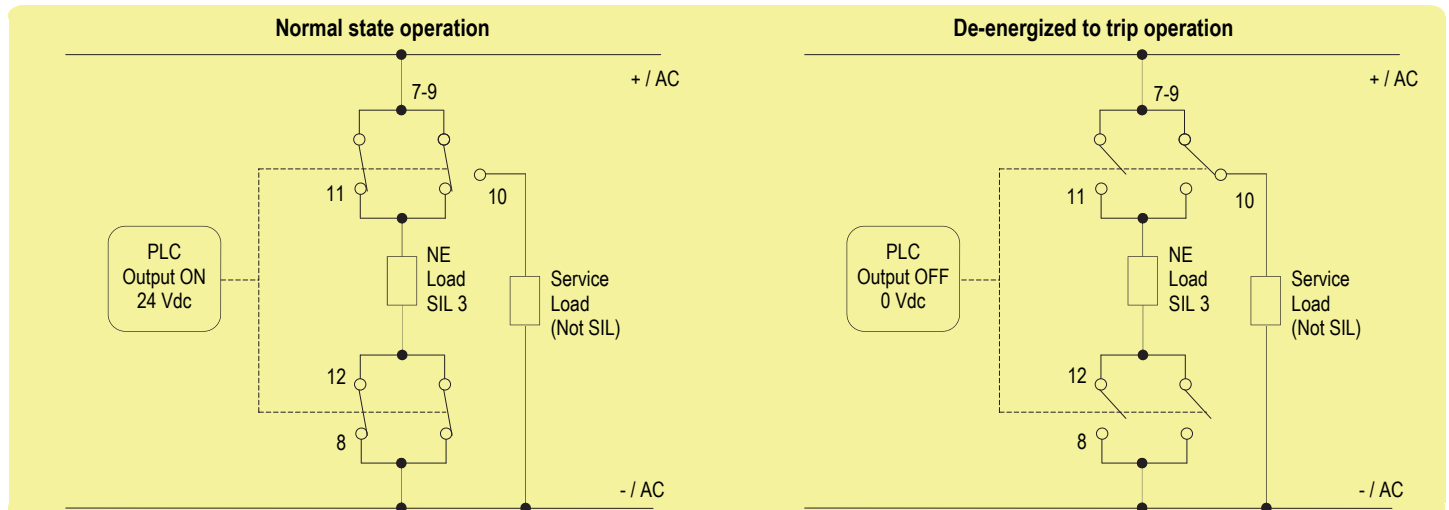 Normal state operation
+ / AC
7-9
11
10
PLC
Output ON
24 Vdc
NE
Load
SIL 3
Service
Load
(Not SIL)
12
8
- / AC
De-energized to trip operation
+ / AC
7-9
11
10
PLC
Output OFF
0 Vdc
NE
Load
SIL 3
Service
Load
(Not SIL)
12
8
- / AC